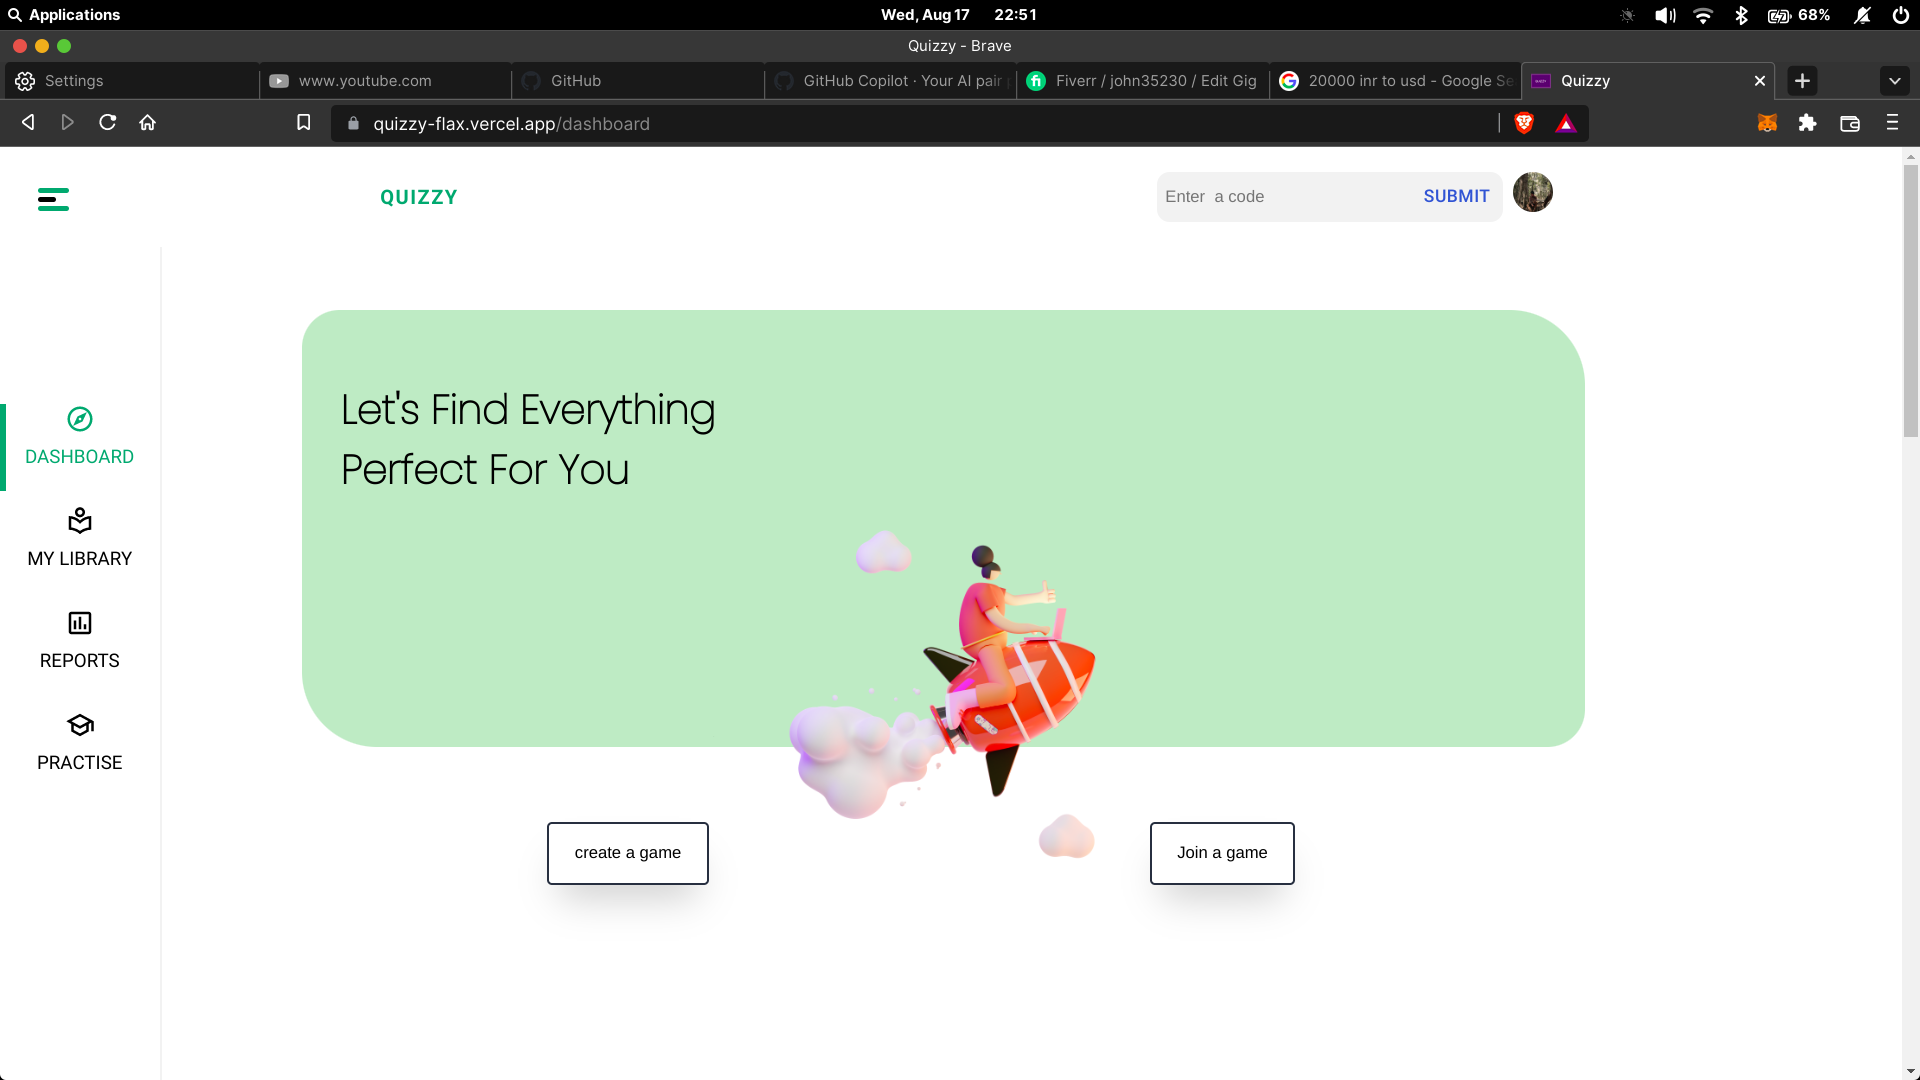 Applications
Wed, Aug 17 22:51
68%
Quizzy - Brave
Settings
www.youtube.com
GitHub
GitHub Copilot · Your AI pair
Fiverr / john35230 / Edit Gig
20000 inr to usd - Google Se
Quizzy
quizzy-flax.vercel.app/dashboard
QUIZZY
Enter a code
SUBMIT
DASHBOARD
MY LIBRARY
REPORTS
PRACTISE
Let's Find Everything
Perfect For You
create a game
Join a game